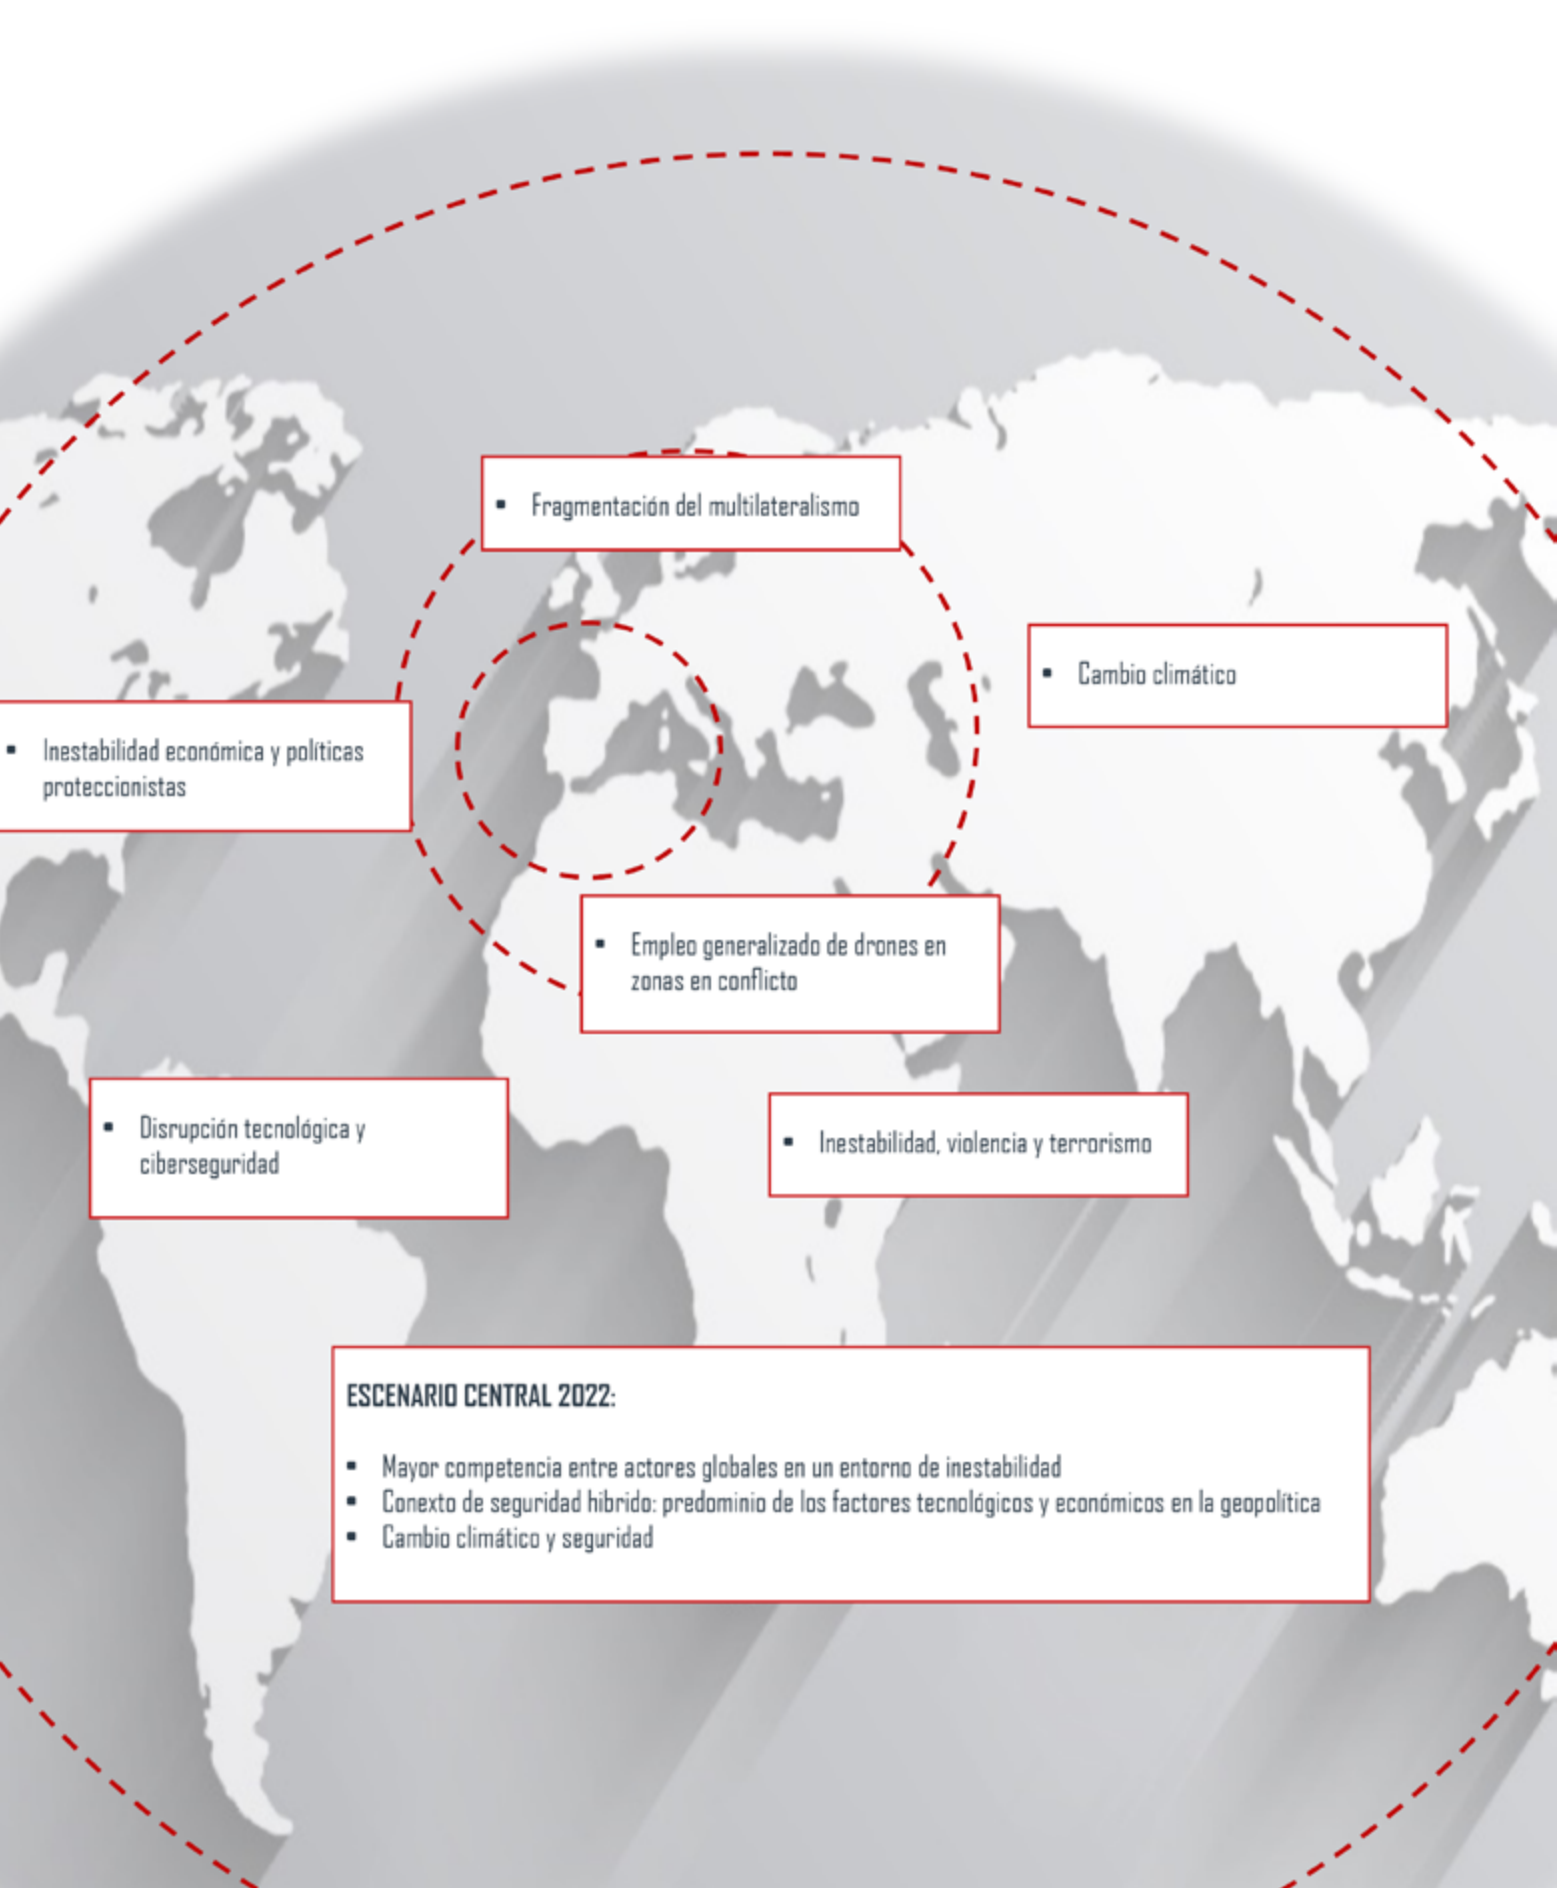 ▪ Fragmentación del multilateralismo
▪ Cambio climático
▪ Inestabilidad económica y políticas
proteccionistas
▪ Empleo generalizado de drones en
zonas en conflicto
▪ Disrupción tecnológica y
ciberseguridad
▪ Inestabilidad, violencia y terrorismo
ESCENARIO CENTRAL 2022:
▪ Mayor competencia entre actores globales en un entorno de inestabilidad
▪ Conexto de seguridad hibrido: predominio de los factores tecnológicos y económicos en la geopolítica
▪ Cambio climático y seguridad